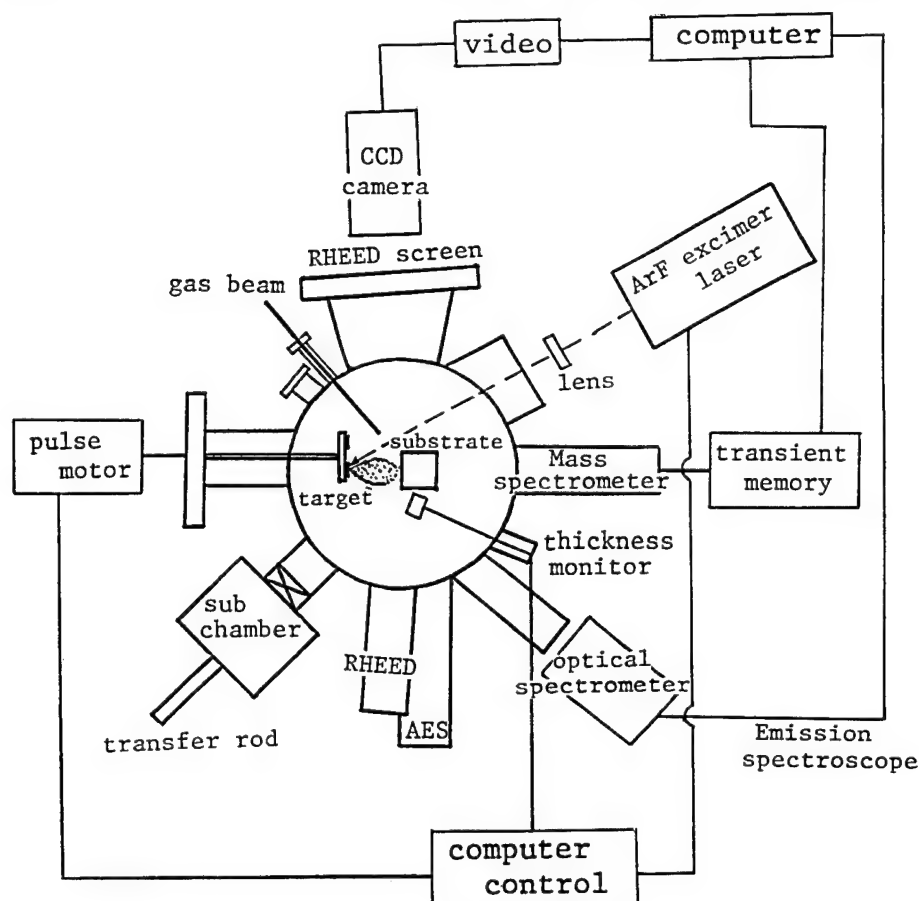 video
computer
CCD
camera
RHEED screen
gas beam
ArF excimer
laser
lens
pulse
motor
substrate
target
Mass
spectrometer
transient
memory
thickness
monitor
sub
chamber
RHEED
optical
spectrometer
AES
transfer rod
Emission
spectroscope
computer
control